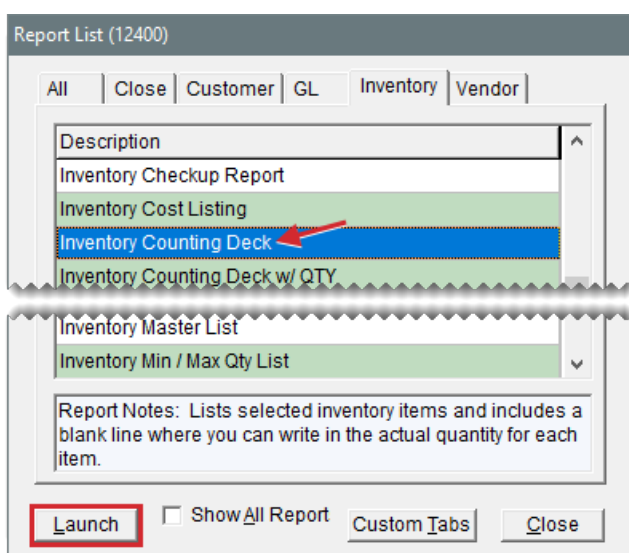 Report List (12400)
All Close Customer GL Inventory Vendor
Description
Inventory Checkup Report
Inventory Cost Listing
Inventory Counting Deck
Inventory Counting Deck w/ QTY
Inventory Master List
Inventory Min / Max Qty List
Report Notes: Lists selected inventory items and includes a
blank line where you can write in the actual quantity for each
item.
Launch Show All Report Custom Tabs Close